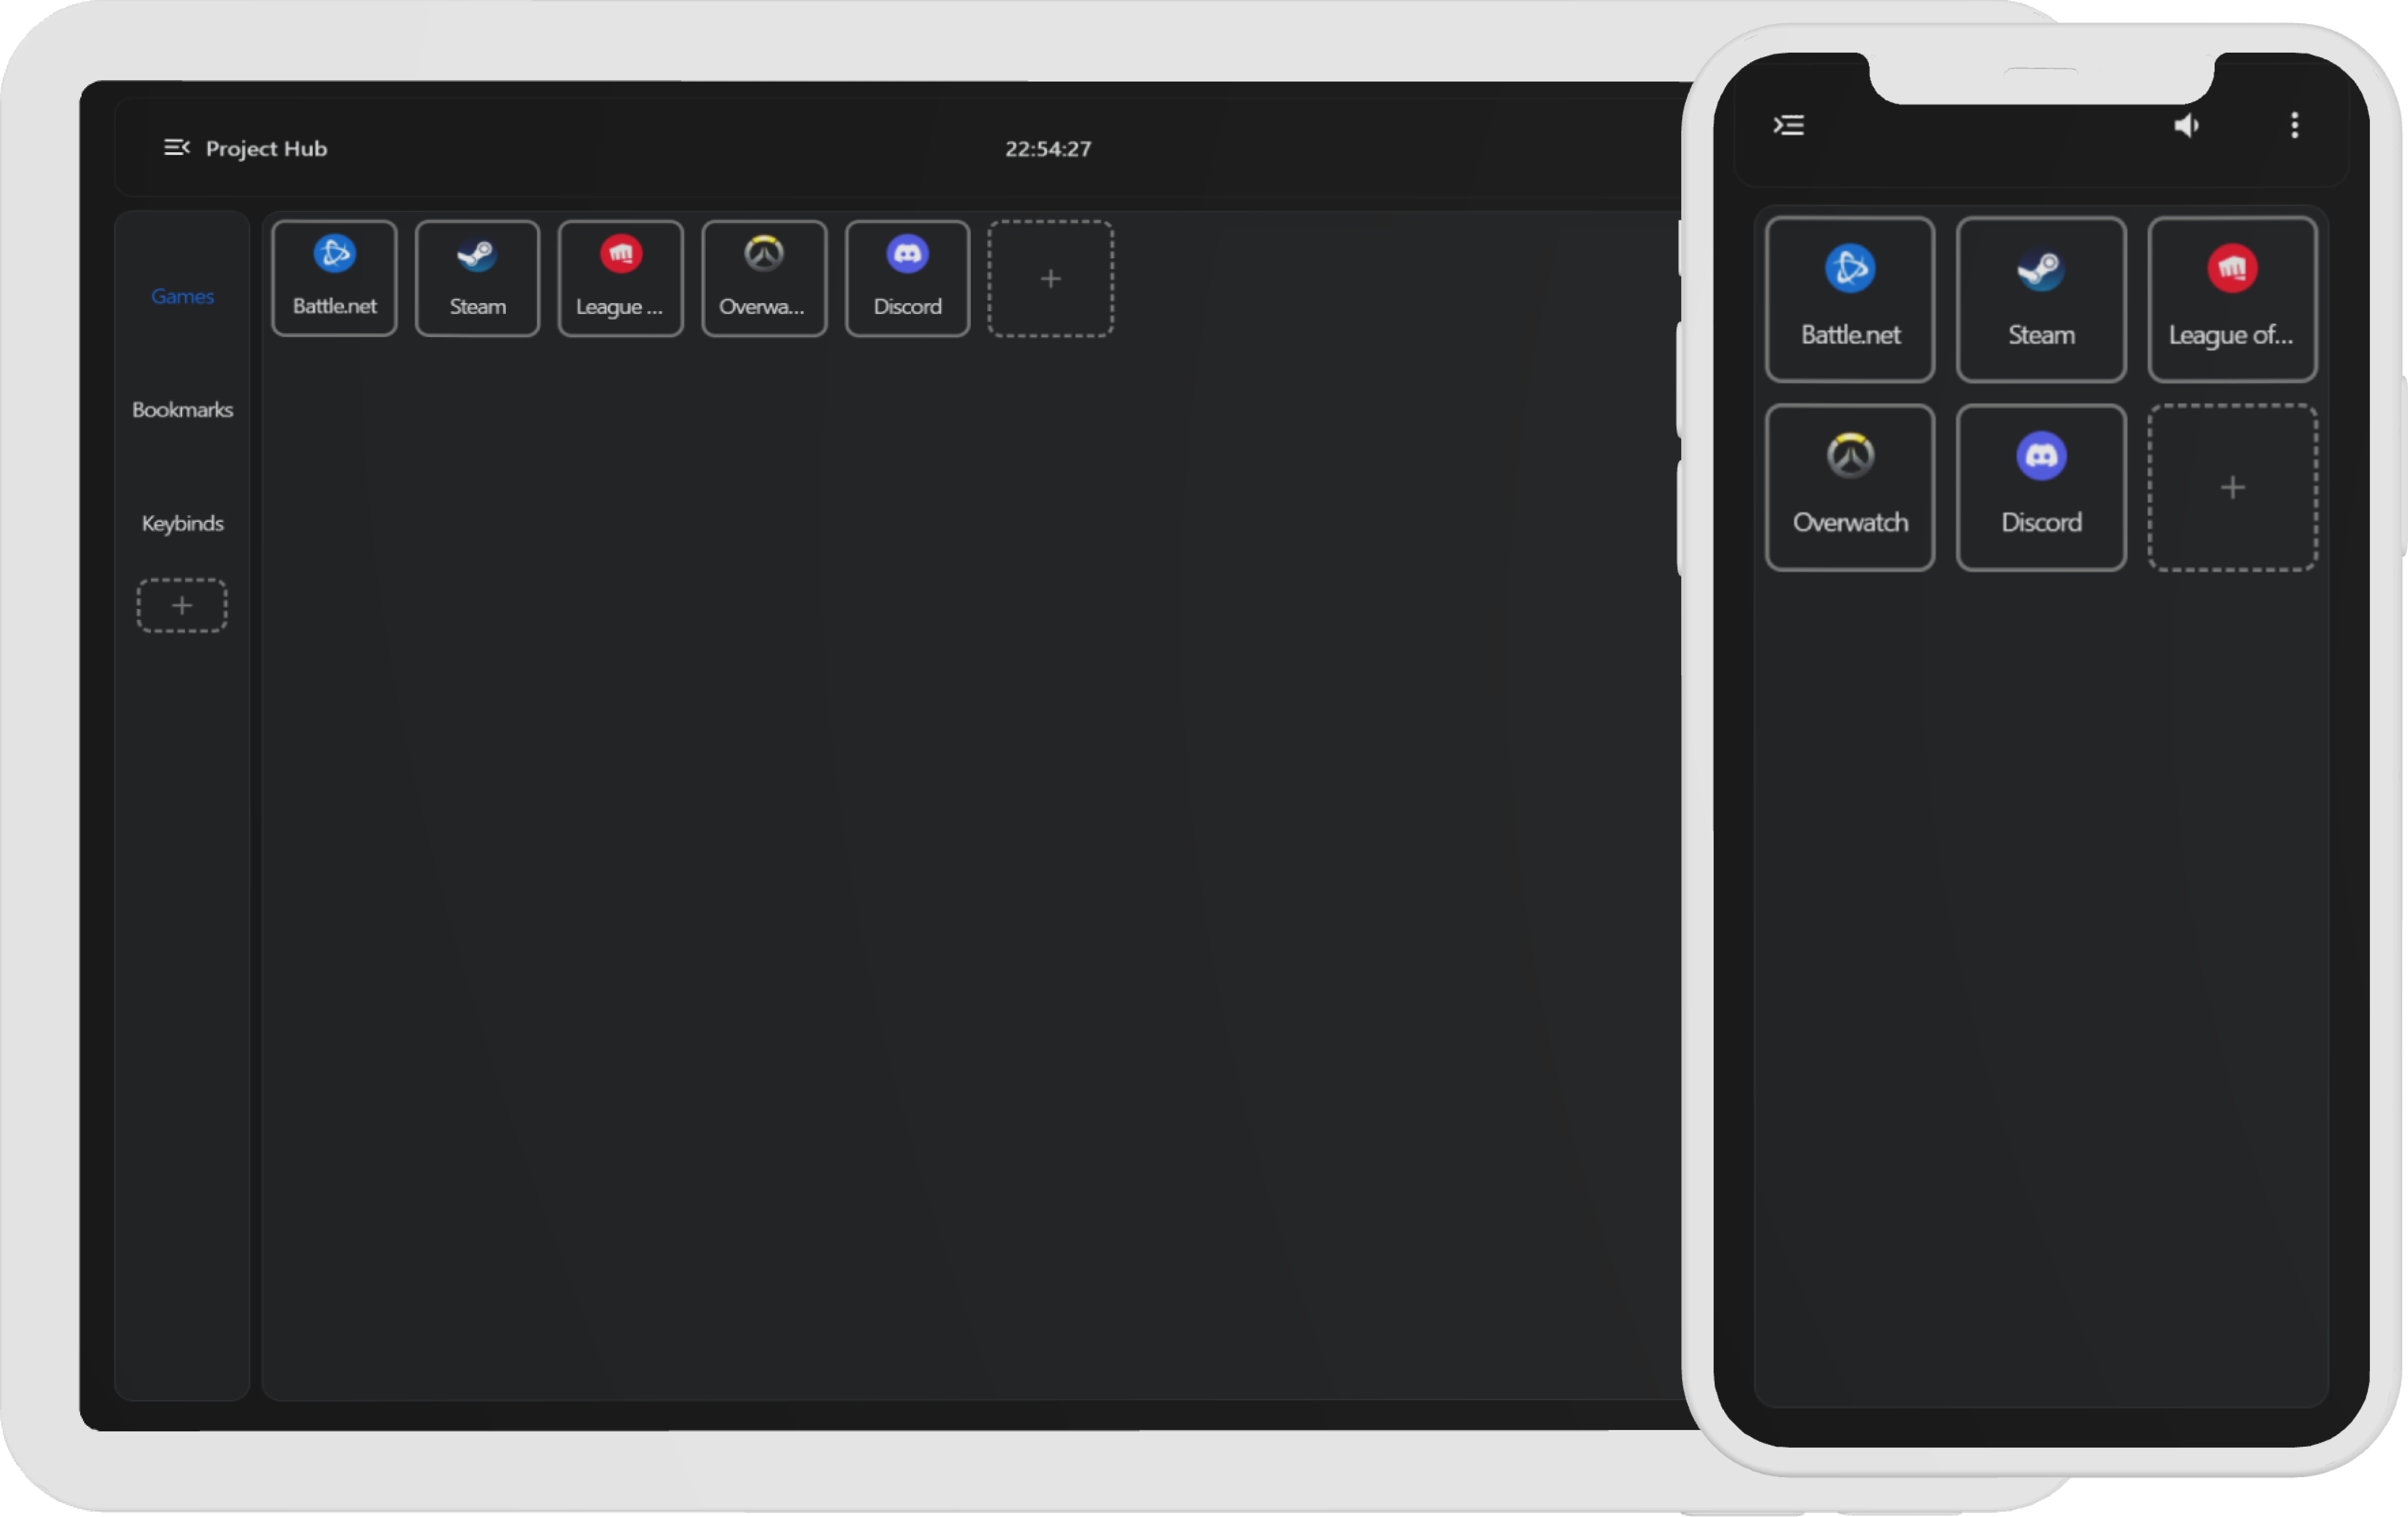 Project Hub
22:54:27
Games
Bookmarks
Keybinds
+
Battle.net
Steam
League ...
Overwa...
Discord
+
Battle.net
Steam
League of...
Overwatch
Discord
+